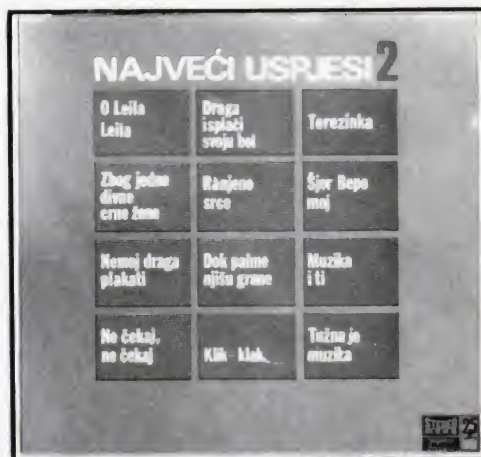 NAJVEĆI USPJESI 2
O Leila
Leila
Draga
isplači
svoju bol
Terezinka
Zbog jedne
divne
crne žene
Ranjeno
srce
Šjor Bepo
moj
Nemoj draga
plakati
Dok palme
njišu grane
Muzika
i ti
Ne čekaj,
ne čekaj
Klik-klak
Tužna je
muzika
25